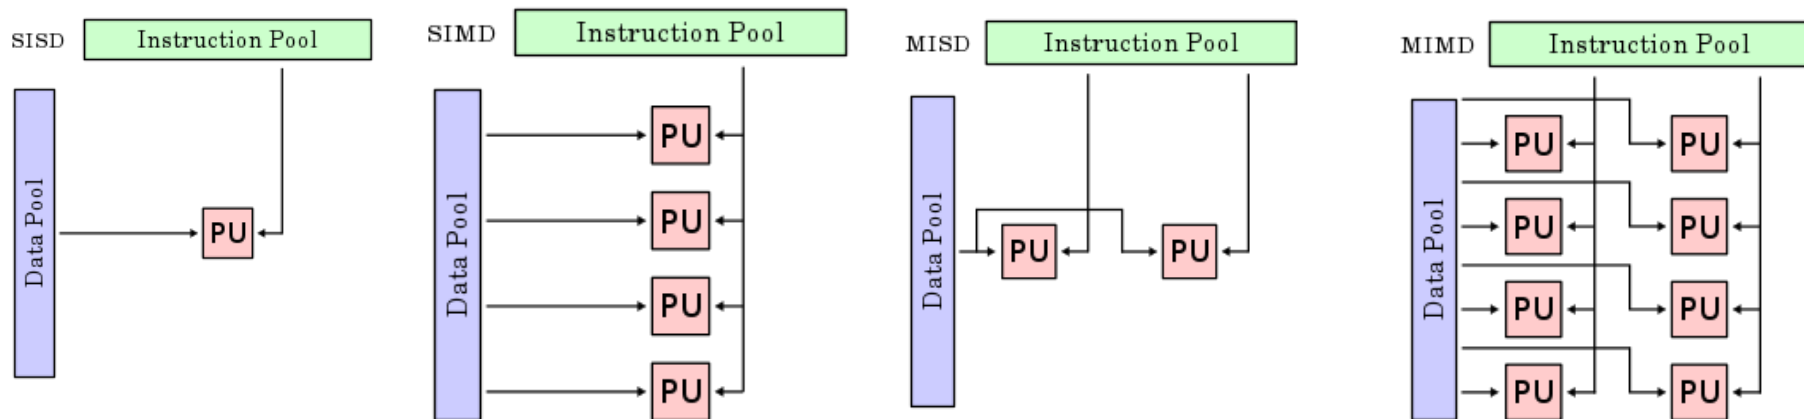 SISD
Instruction Pool
Data Pool
PU
SIMD
Instruction Pool
Data Pool
PU
PU
PU
PU
MISD
Instruction Pool
Data Pool
PU
PU
MIMD
Instruction Pool
Data Pool
PU
PU
PU
PU
PU
PU
PU
PU